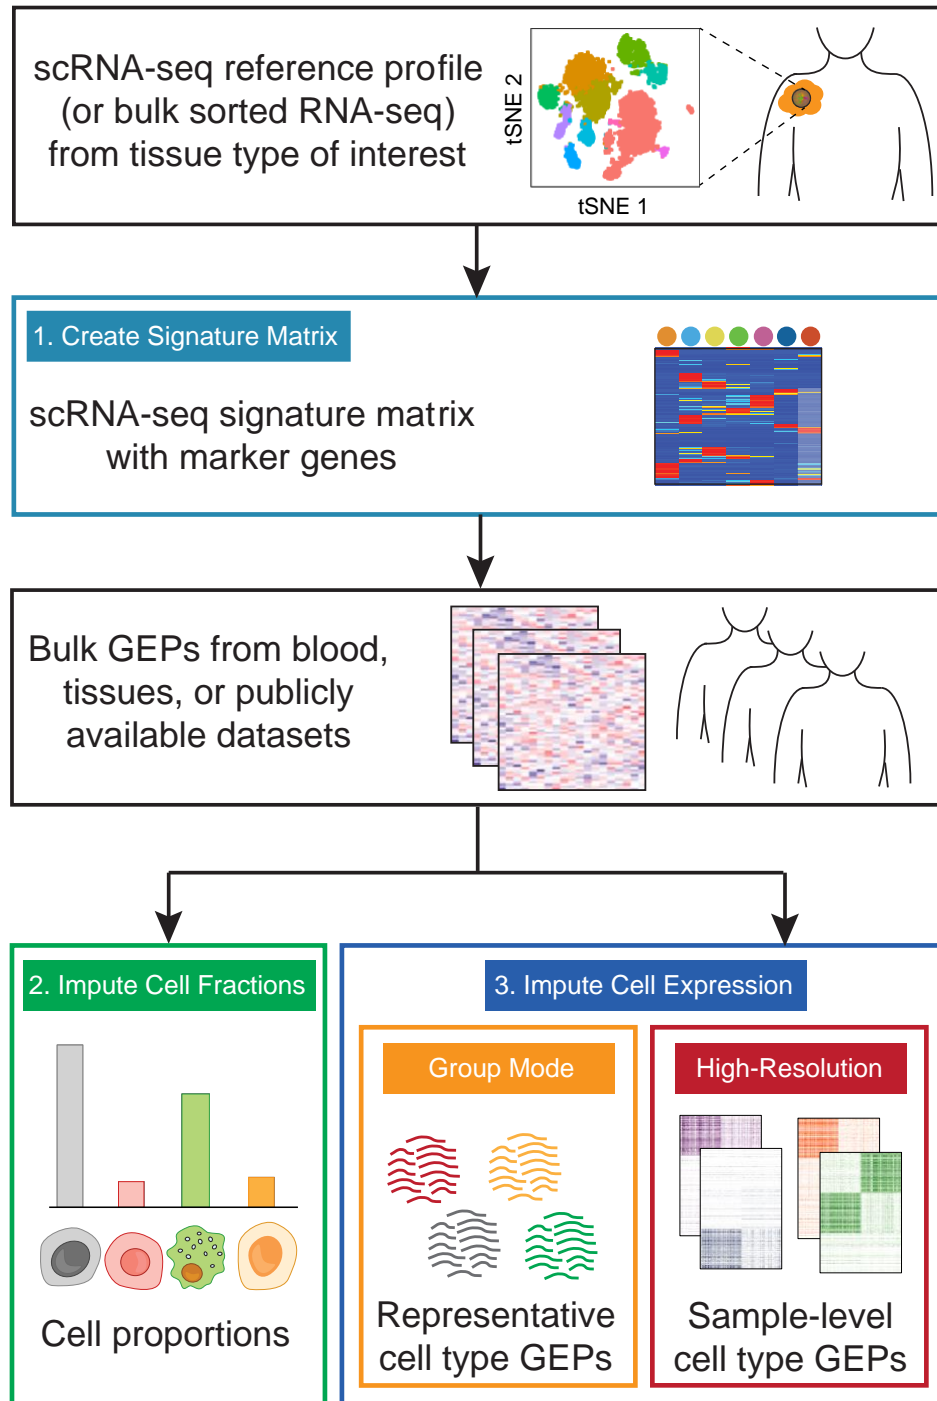 scRNA-seq reference profile
(or bulk sorted RNA-seq)
from tissue type of interest
tSNE 2
tSNE 1
1. Create Signature Matrix
scRNA-seq signature matrix
with marker genes
Bulk GEPs from blood,
tissues, or publicly
available datasets
2. Impute Cell Fractions
Cell proportions
3. Impute Cell Expression
Group Mode
Representative
cell type GEPs
High-Resolution
Sample-level
cell type GEPs